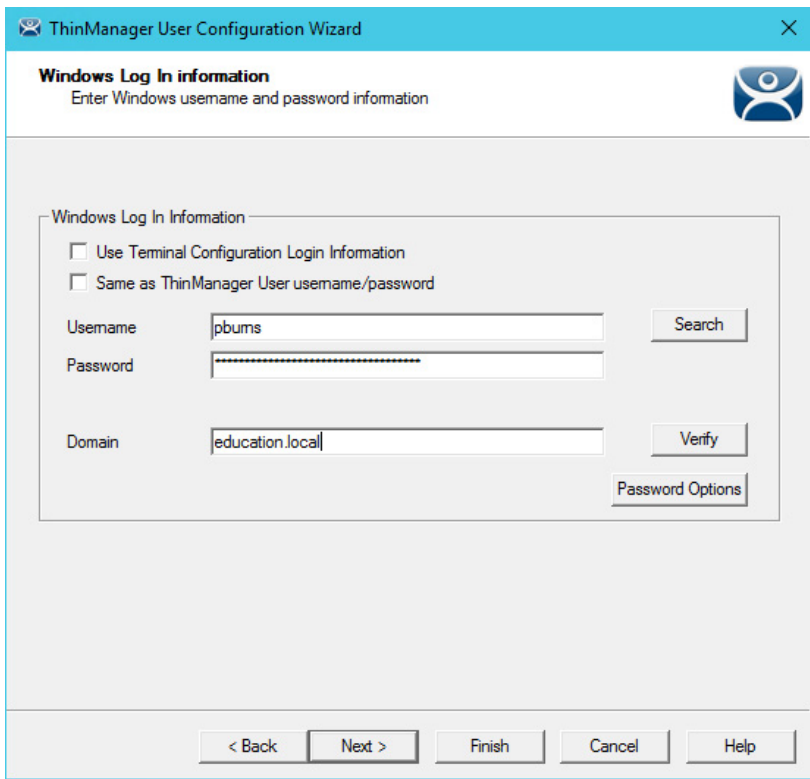 ThinManager User Configuration Wizard
Windows Log In information
Enter Windows username and password information
Windows Log In Information
Use Terminal Configuration Login Information
Same as ThinManager User username/password
Username pburns Search
Password ***********************************
Domain education.local Verify
Password Options
< Back Next > Finish Cancel Help